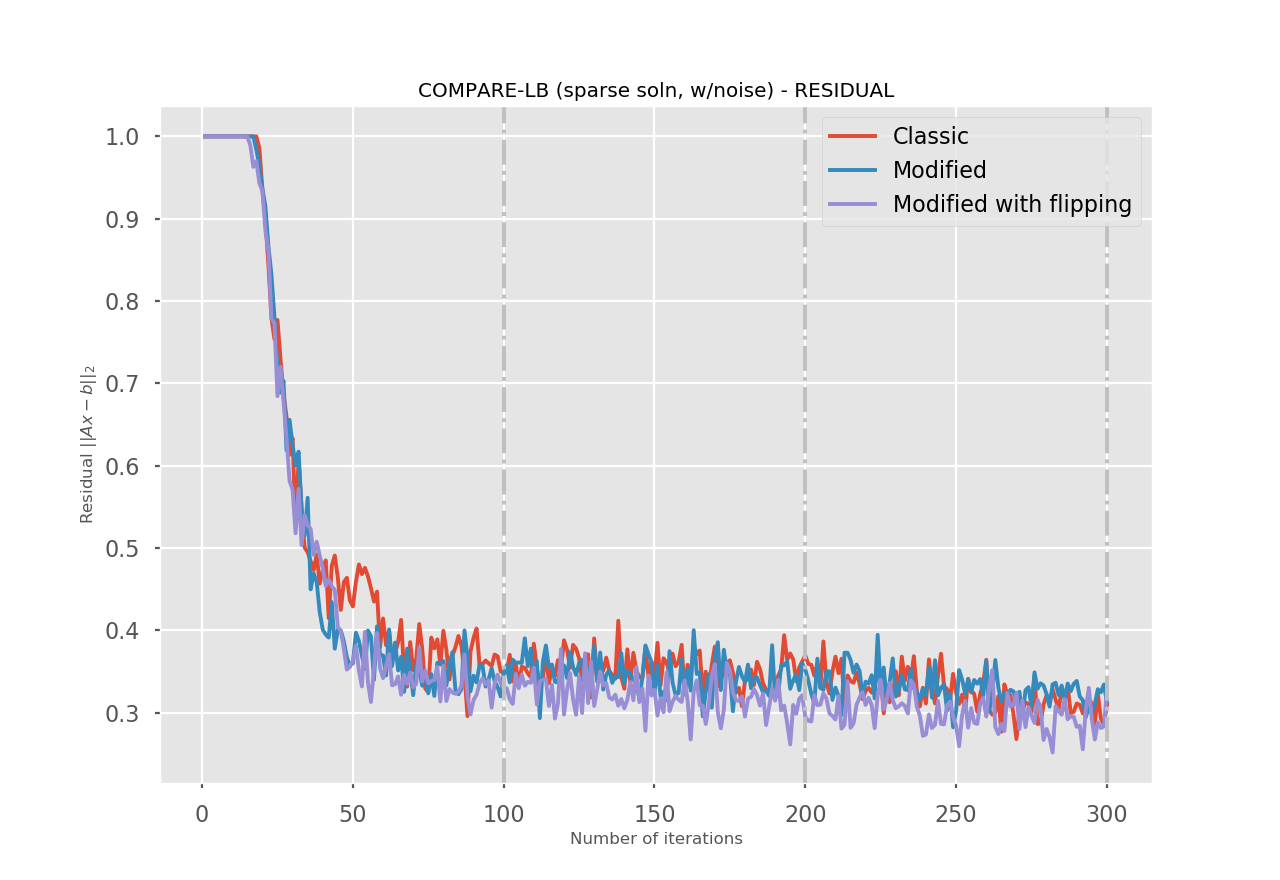 COMPARE-LB (sparse soln, w/noise) - RESIDUAL
Classic
Modified
Modified with flipping
1.0
0.9
0.8
0.7
0.6
0.5
0.4
0.3
Residual ||Ax − b||₂
0 50 100 150 200 250 300
Number of iterations